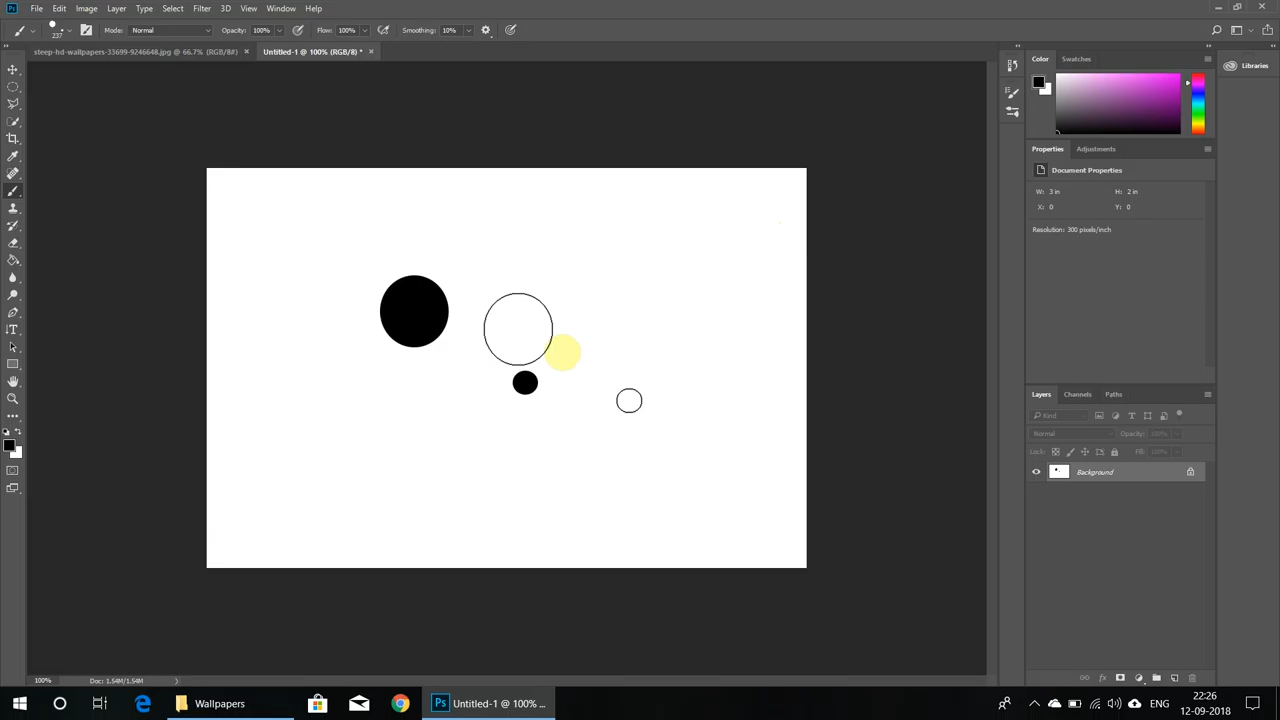 Ps File Edit Image Layer Type Select Filter 3D View Window Help
237 Mode: Normal Opacity: 100% Flow: 100% Smoothing: 10%
steep-hd-wallpapers-33699-9246648.jpg @ 66.7% (RGB/8#) × Untitled-1 @ 100% (RGB/8) * ×
Color Swatches
Libraries
Properties Adjustments
Document Properties
W: 3 in H: 2 in
X: 0 Y: 0
Resolution: 300 pixels/inch
Layers Channels Paths
Kind
Normal Opacity: 100%
Lock: Fill: 100%
Background
100% Doc: 1.54M/1.54M
Wallpapers
Ps Untitled-1 @ 100% ...
ENG
22:26
12-09-2018